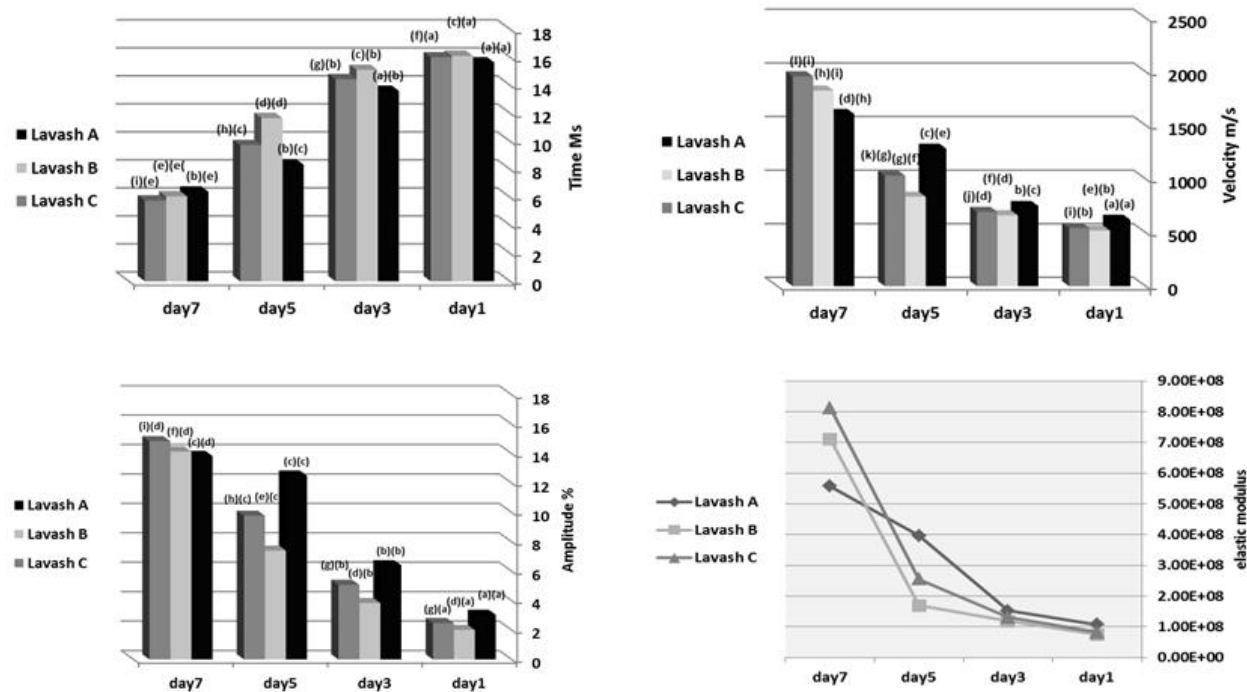 (i)(e) (e)(e( (b)(e)
(h)(c) (d)(d) (b)(c)
(g)(b) (c)(b) (a)(b)
(f)(a) (c)(a) (a)(a)
Lavash A
Lavash B
Lavash C
18
16
14
12
10
8
6
4
2
0
Time Ms
day7 day5 day3 day1
(l)(i) (h)(i) (d)(h)
(k)(g) (g)(f) (c)(e)
(j)(d) (f)(d) b)(c)
(i)(b) (e)(b) (a)(a)
Lavash A
Lavash B
Lavash C
2500
2000
1500
1000
500
0
Velocity m/s
day7 day5 day3 day1
(i)(d) (f)(d) (c)(d)
(h)(c) (e)(c (c)(c)
(g)(b) (d)(b (b)(b)
(g)(a) (d)(a) (a)(a)
Lavash A
Lavash B
Lavash C
18
16
14
12
10
8
6
4
2
0
Amplitude %
day7 day5 day3 day1
Lavash A
Lavash B
Lavash C
9.00E+08
8.00E+08
7.00E+08
6.00E+08
5.00E+08
4.00E+08
3.00E+08
2.00E+08
1.00E+08
0.00E+00
elastic modulus
day7 day5 day3 day1